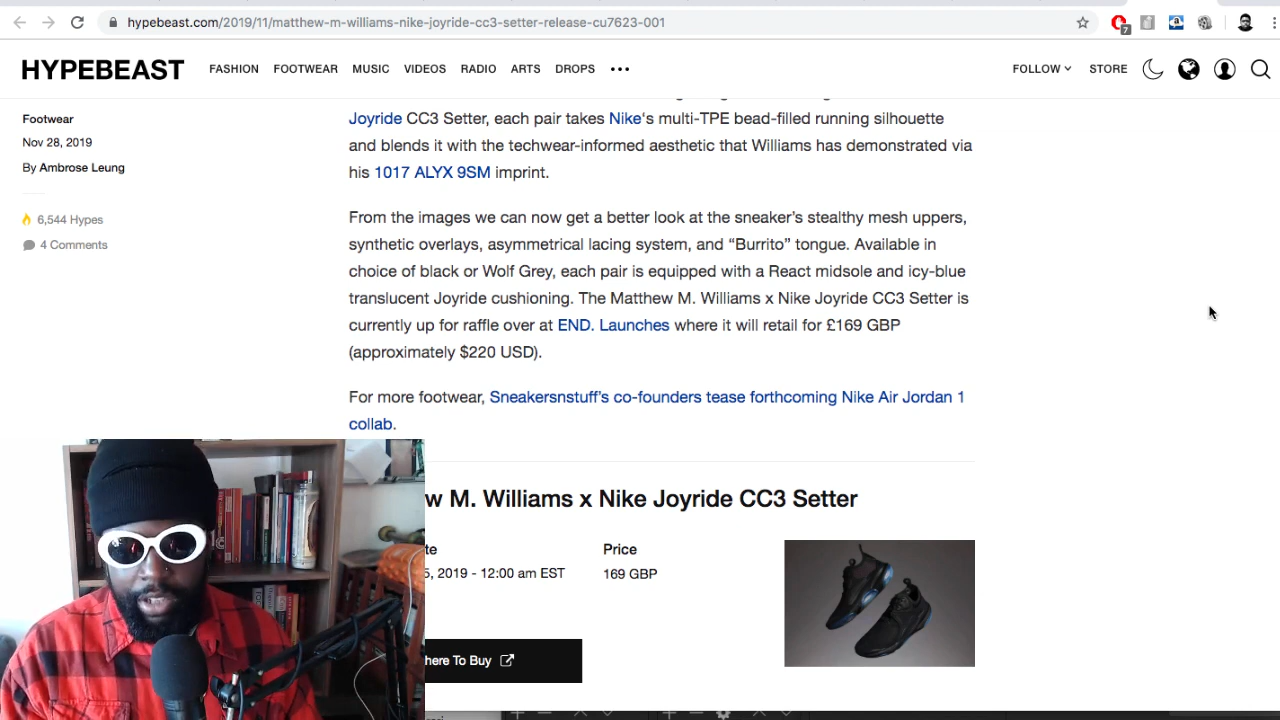 hypebeast.com/2019/11/matthew-m-williams-nike-joyride-cc3-setter-release-cu7623-001
7
HYPEBEAST FASHION FOOTWEAR MUSIC VIDEOS RADIO ARTS DROPS FOLLOW STORE
Footwear
Nov 28, 2019
By Ambrose Leung
6,544 Hypes
4 Comments
Joyride CC3 Setter, each pair takes Nike's multi-TPE bead-filled running silhouette
and blends it with the techwear-informed aesthetic that Williams has demonstrated via
his 1017 ALYX 9SM imprint.
From the images we can now get a better look at the sneaker's stealthy mesh uppers,
synthetic overlays, asymmetrical lacing system, and “Burrito” tongue. Available in
choice of black or Wolf Grey, each pair is equipped with a React midsole and icy-blue
translucent Joyride cushioning. The Matthew M. Williams x Nike Joyride CC3 Setter is
currently up for raffle over at END. Launches where it will retail for £169 GBP
(approximately $220 USD).
For more footwear, Sneakersnstuff's co-founders tease forthcoming Nike Air Jordan 1
collab.
w M. Williams x Nike Joyride CC3 Setter
te Price
5, 2019 - 12:00 am EST 169 GBP
here To Buy